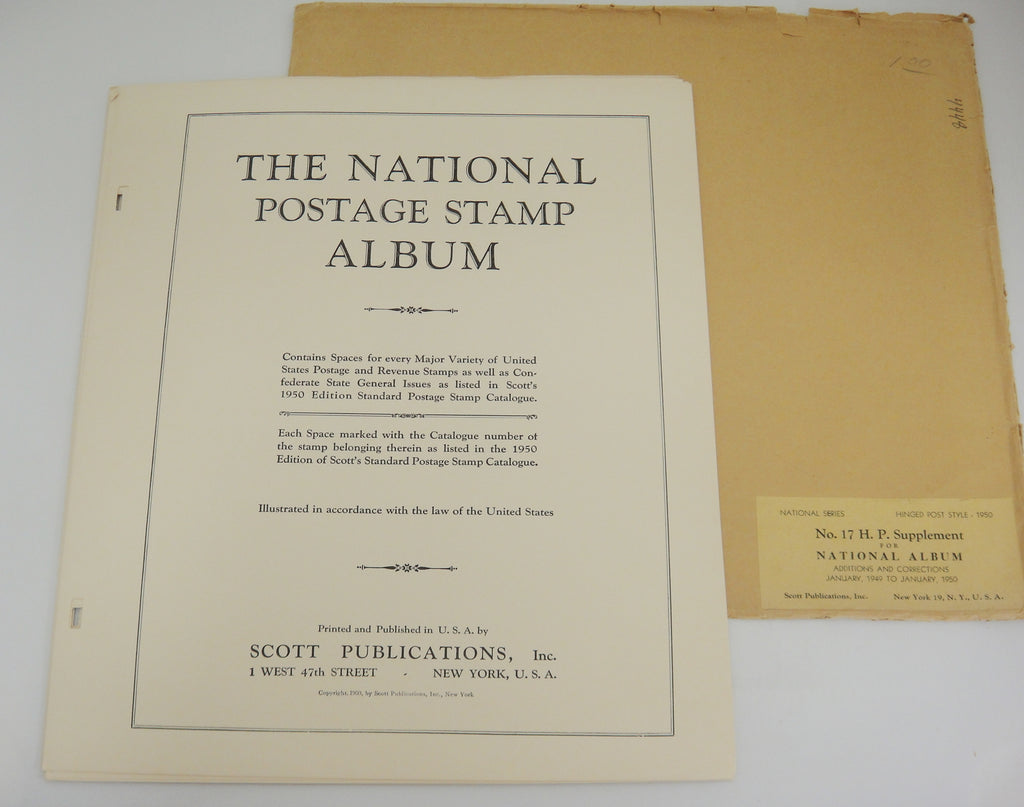 THE NATIONAL
POSTAGE STAMP
ALBUM
Contains Spaces for every Major Variety of United
States Postage and Revenue Stamps as well as Con-
federate State General Issues as listed in Scott's
1950 Edition Standard Postage Stamp Catalogue.
Each Space marked with the Catalogue number of
the stamp belonging therein as listed in the 1950
Edition of Scott's Standard Postage Stamp Catalogue.
Illustrated in accordance with the law of the United States
Printed and Published in U. S. A. by
SCOTT PUBLICATIONS, Inc.
1 WEST 47th STREET - NEW YORK, U. S. A.
Copyright, by Scott Publications, Inc., New York
1.00
NATIONAL SERIES HINGED POST STYLE - 1950
No. 17 H. P. Supplement
FOR
NATIONAL ALBUM
ADDITIONS AND CORRECTIONS
JANUARY, 1949 TO JANUARY, 1950
Scott Publications, Inc. New York 19, N. Y., U. S. A.